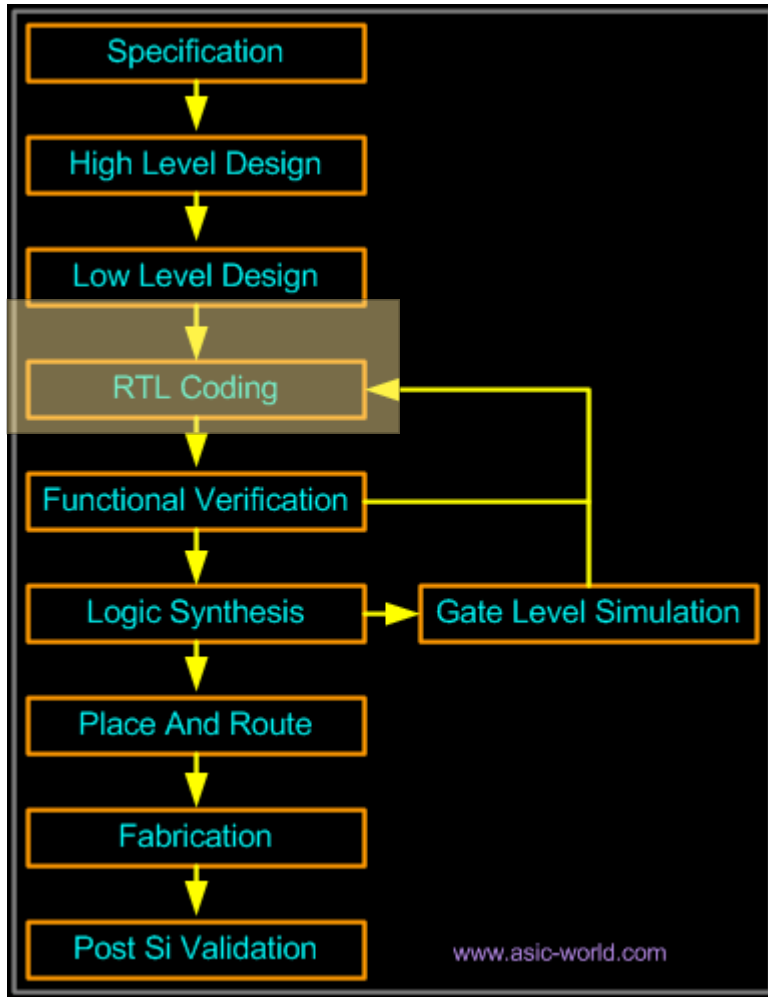 Specification
High Level Design
Low Level Design
RTL Coding
Functional Verification
Logic Synthesis
Gate Level Simulation
Place And Route
Fabrication
Post Si Validation
www.asic-world.com